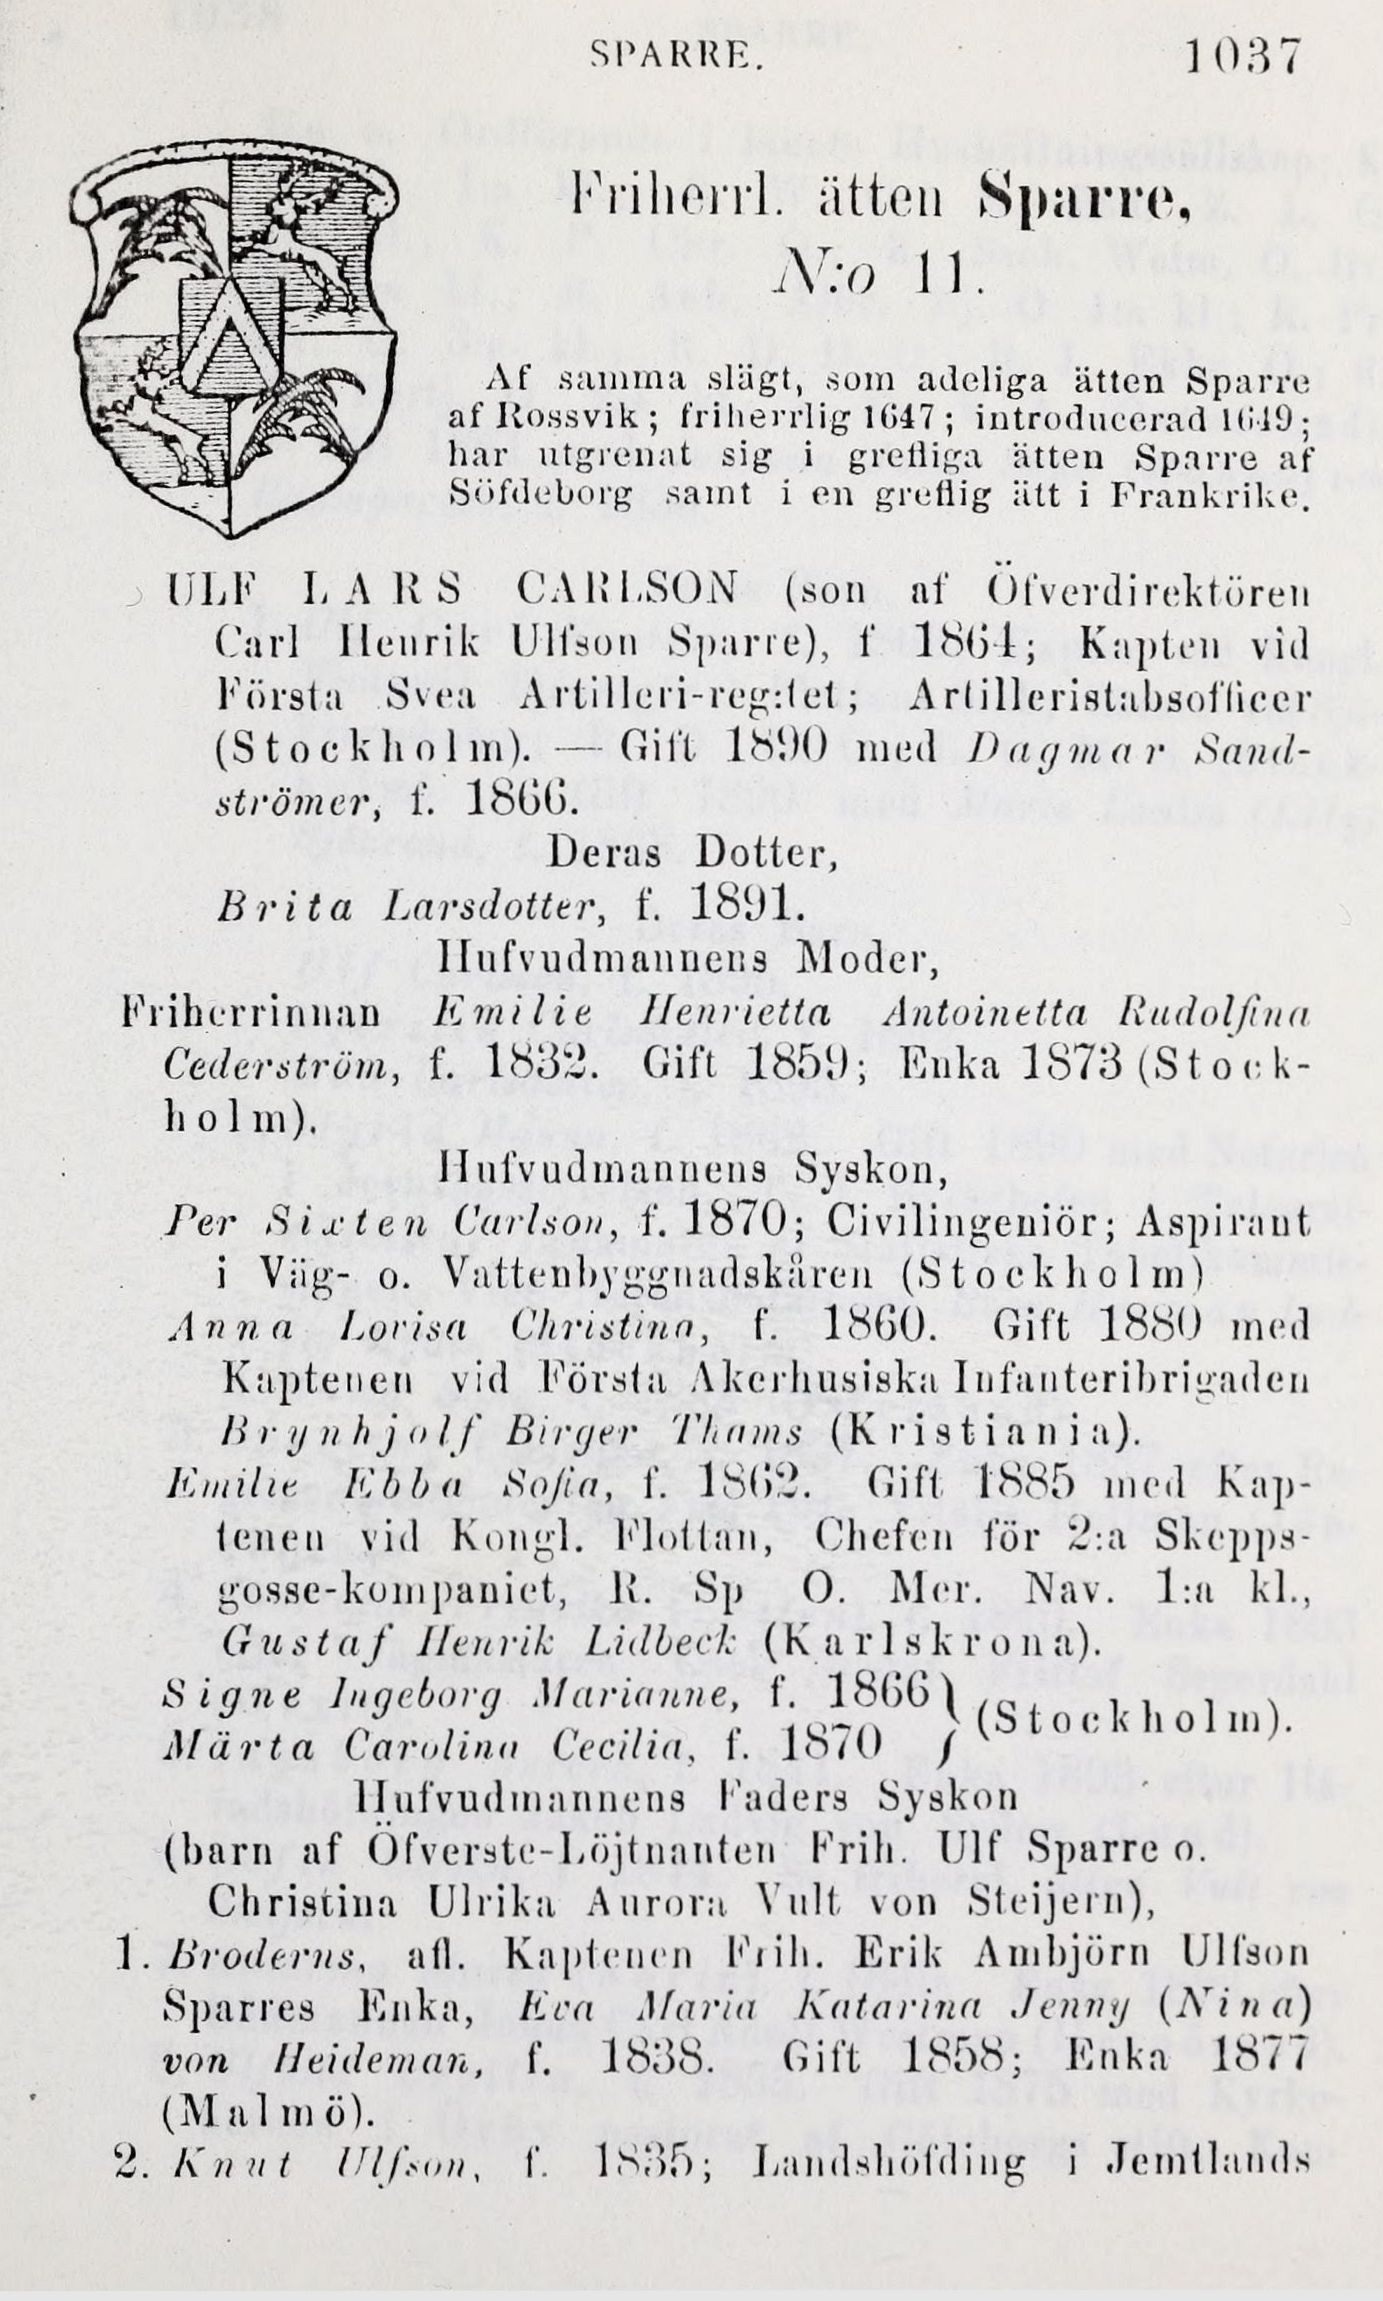 SPARRE. 1037
Friherrl. ätten Sparre,
N:o 11.
Af samma slägt, som adeliga ätten Sparre
af Rossvik; friherrlig 1647; introducerad 1649;
har utgrenat sig i grefliga ätten Sparre af
Söfdeborg samt i en greflig ätt i Frankrike.
ULF LARS CARLSON (son af Öfverdirektören
Carl Henrik Ulfson Sparre), f 1864; Kapten vid
Första Svea Artilleri-reg:tet; Artilleristabsofficer
(Stockholm). — Gift 1890 med Dagmar Sand-
strömer, f. 1866.
Deras Dotter,
Brita Larsdotter, f. 1891.
Hufvudmannens Moder,
Friherrinnan Emilie Henrietta Antoinetta Rudolfina
Cederström, f. 1832. Gift 1859; Enka 1873 (Stock-
holm).
Hufvudmannens Syskon,
Per Sixten Carlson, f. 1870; Civilingeniör; Aspirant
i Väg- o. Vattenbyggnadskåren (Stockholm)
Anna Lovisa Christina, f. 1860. Gift 1880 med
Kaptenen vid Första Akerhusiska Infanteribrigaden
Brynhjolf Birger Thams (Kristiania).
Emilie Ebba Sofia, f. 1862. Gift 1885 med Kap-
tenen vid Kongl. Flottan, Chefen för 2:a Skepps-
gosse-kompaniet, R. Sp O. Mer. Nav. 1:a kl.,
Gustaf Henrik Lidbeck (Karlskrona).
Signe Ingeborg Marianne, f. 1866 }
Märta Carolina Cecilia, f. 1870 } (Stockholm).
Hufvudmannens Faders Syskon
(barn af Öfverste-Löjtnanten Frih. Ulf Sparre o.
Christina Ulrika Aurora Vult von Steijern),
1. Broderns, afl. Kaptenen Frih. Erik Ambjörn Ulfson
Sparres Enka, Eva Maria Katarina Jenny (Nina)
von Heideman, f. 1838. Gift 1858; Enka 1877
(Malmö).
2. Knut Ulfson, f. 1835; Landshöfding i Jemtlands